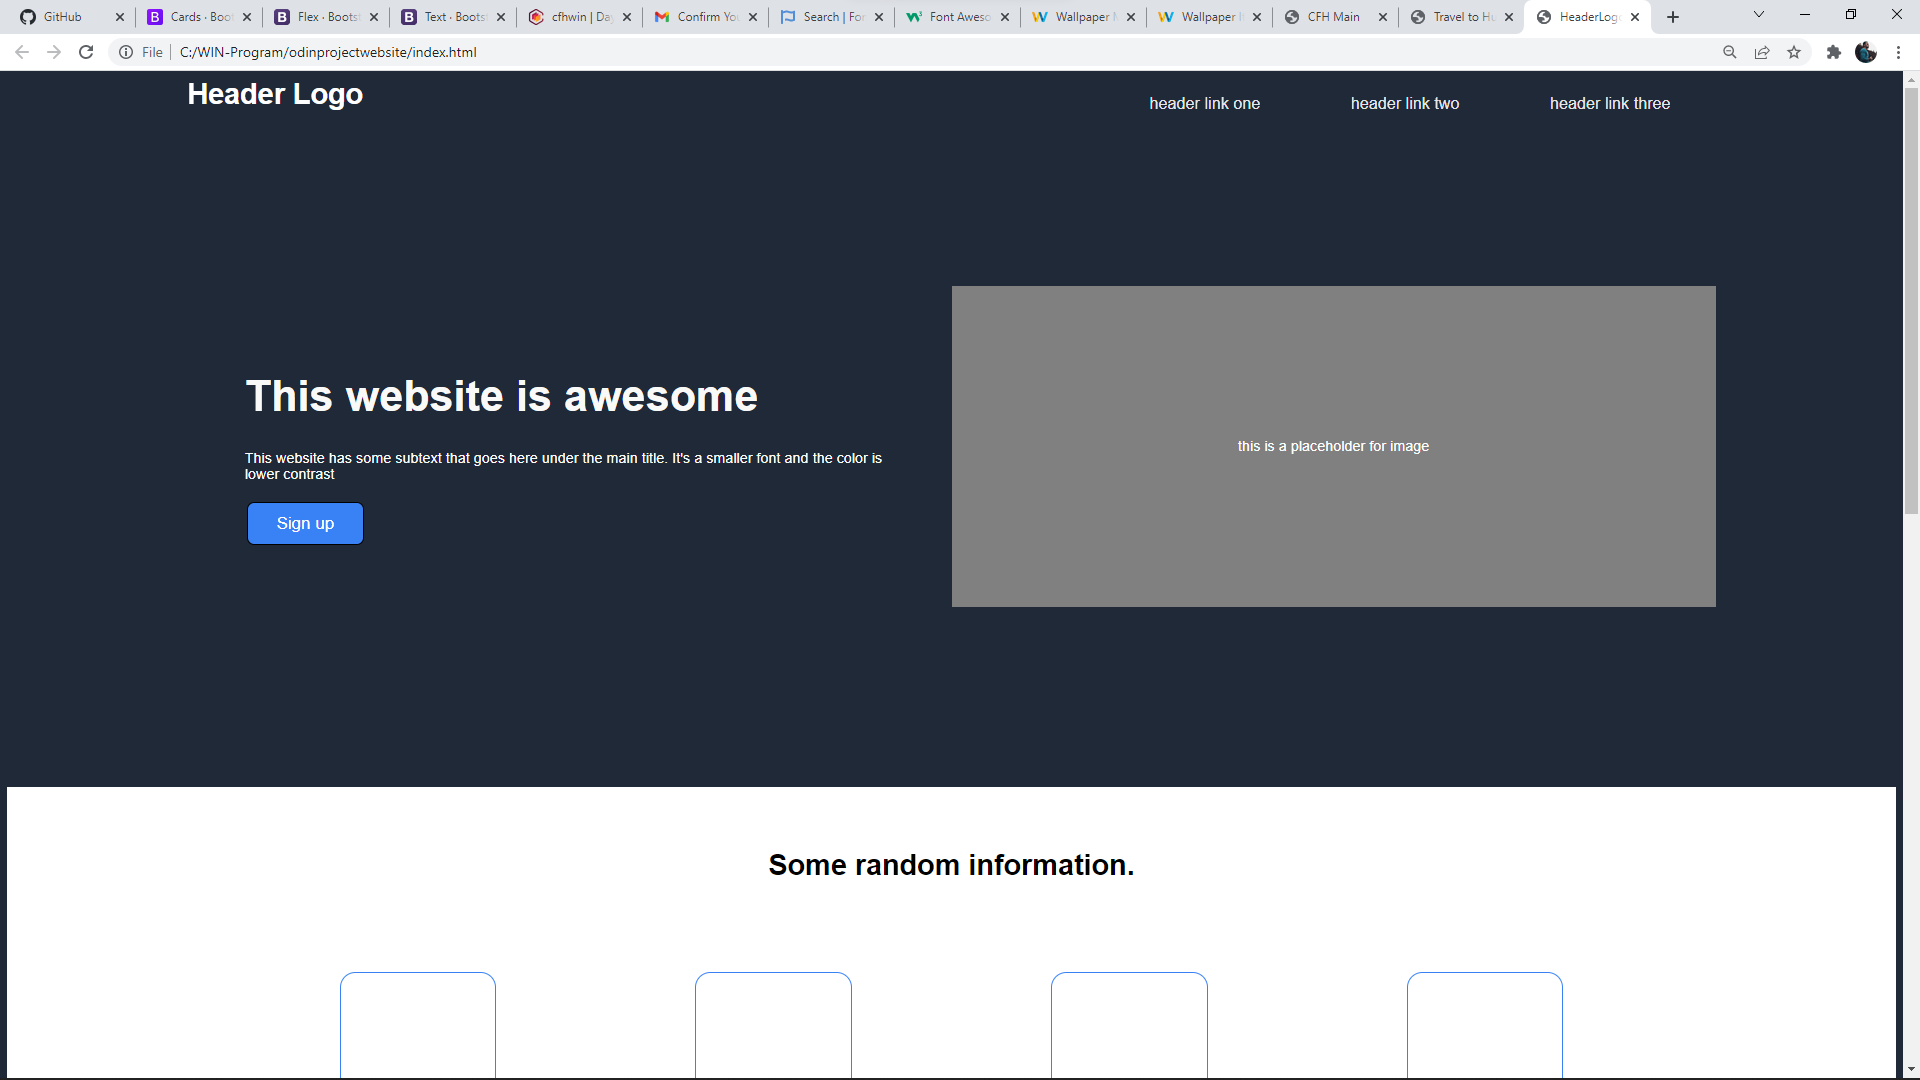 GitHub
Cards · Boot
Flex · Boots
Text · Boots
cfhwin | Da
Confirm Yo
Search | For
Font Aweso
Wallpaper
Wallpaper
CFH Main
Travel to Hu
HeaderLog
File
C:/WIN-Program/odinprojectwebsite/index.html
Header Logo
header link one
header link two
header link three
This website is awesome
This website has some subtext that goes here under the main title. It's a smaller font and the color is
lower contrast
Sign up
this is a placeholder for image
Some random information.